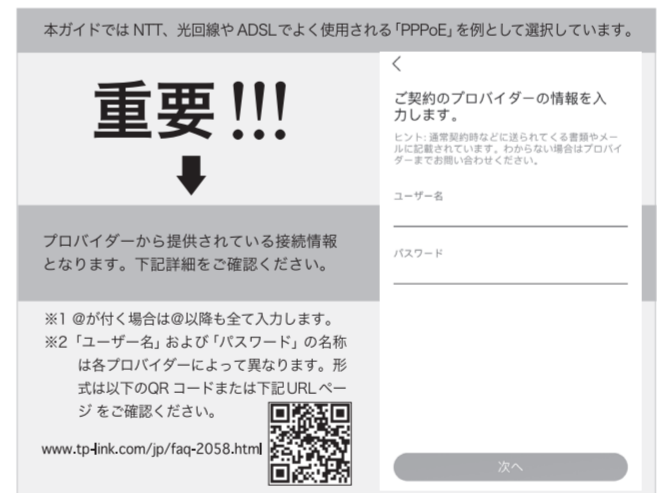 本ガイドでは NTT、光回線や ADSLでよく使用される「PPPoE」を例として選択しています。
重要!!!
プロバイダーから提供されている接続情報
となります。下記詳細をご確認ください。
※1 @が付く場合は@以降も全て入力します。
※2「ユーザー名」および「パスワード」の名称
は各プロバイダーによって異なります。形
式は以下のQR コードまたは下記URLペー
ジ をご確認ください。
www.tp-link.com/jp/faq-2058.html
ご契約のプロバイダーの情報を入
力します。
ヒント: 通常契約時などに送られてくる書類やメー
ルに記載されています。わからない場合はプロバイ
ダーまでお問い合わせください。
ユーザー名
パスワード
次へ